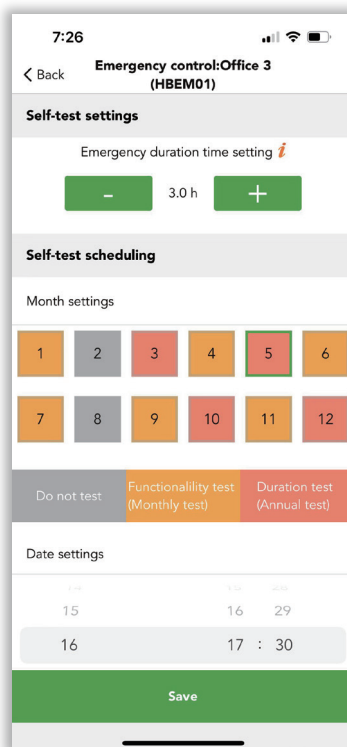 7:26
Back
Emergency control:Office 3
(HBEM01)
Self-test settings
Emergency duration time setting i
- 3.0 h +
Self-test scheduling
Month settings
1 2 3 4 5 6
7 8 9 10 11 12
Do not test
Functionalility test
(Monthly test)
Duration test
(Annual test)
Date settings
15 16 29
16 17 : 30
Save